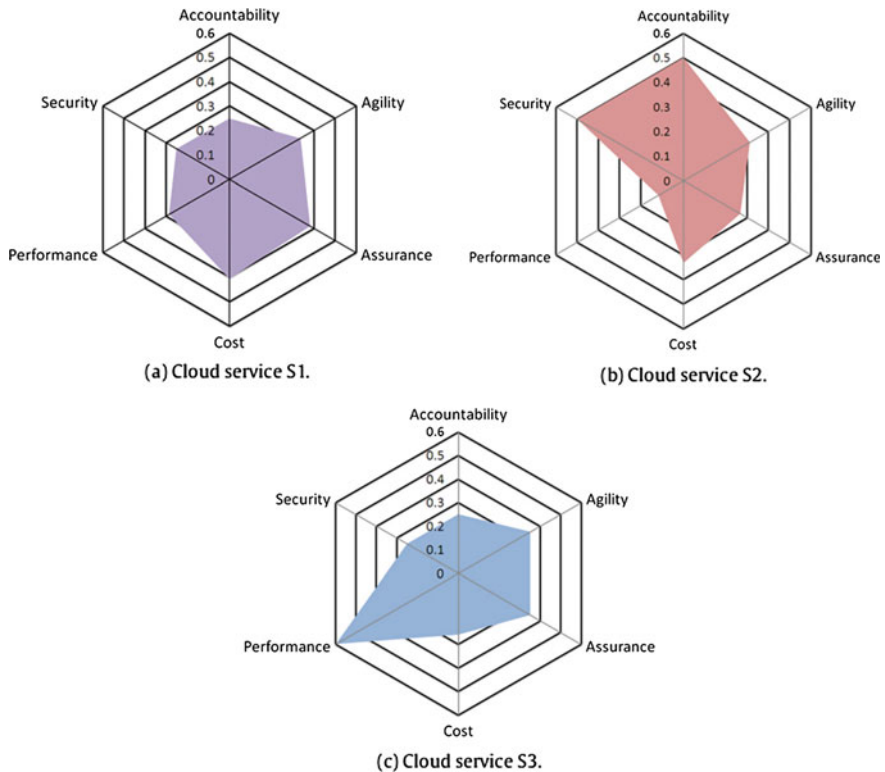 Accountability
0.6
0.5
0.4
0.3
0.2
0.1
0
Security
Agility
Performance
Assurance
Cost
(a) Cloud service S1.
Accountability
0.6
0.5
0.4
0.3
0.2
0.1
0
Security
Agility
Performance
Assurance
Cost
(b) Cloud service S2.
Accountability
0.6
0.5
0.4
0.3
0.2
0.1
0
Security
Agility
Performance
Assurance
Cost
(c) Cloud service S3.